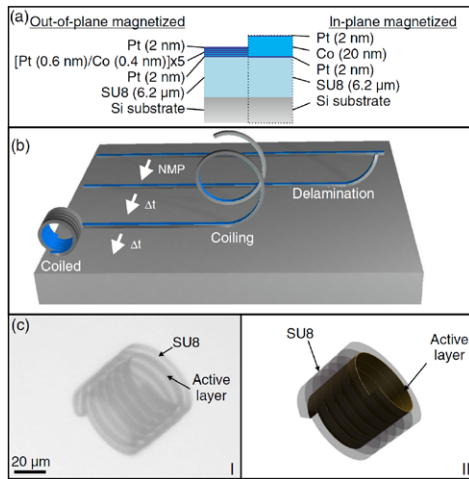 (a)
Out-of-plane magnetized
In-plane magnetized
Pt (2 nm)
[Pt (0.6 nm)/Co (0.4 nm)]x5
Pt (2 nm)
SU8 (6.2 µm)
Si substrate
Pt (2 nm)
Co (20 nm)
Pt (2 nm)
SU8 (6.2 µm)
Si substrate
(b)
NMP
Δt
Δt
Delamination
Coiling
Coiled
(c)
SU8
Active
layer
20 µm
I
SU8
Active
layer
II